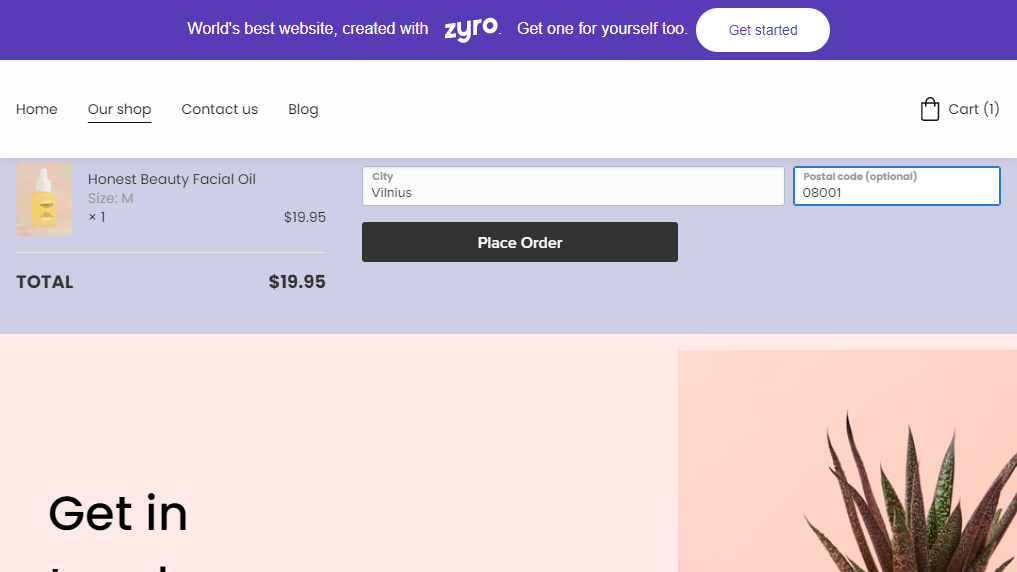 World's best website, created with zyro. Get one for yourself too. Get started
Home Our shop Contact us Blog Cart (1)
Honest Beauty Facial Oil
Size: M
× 1 $19.95
TOTAL $19.95
City
Vilnius
Postal code (optional)
08001
Place Order
Get in